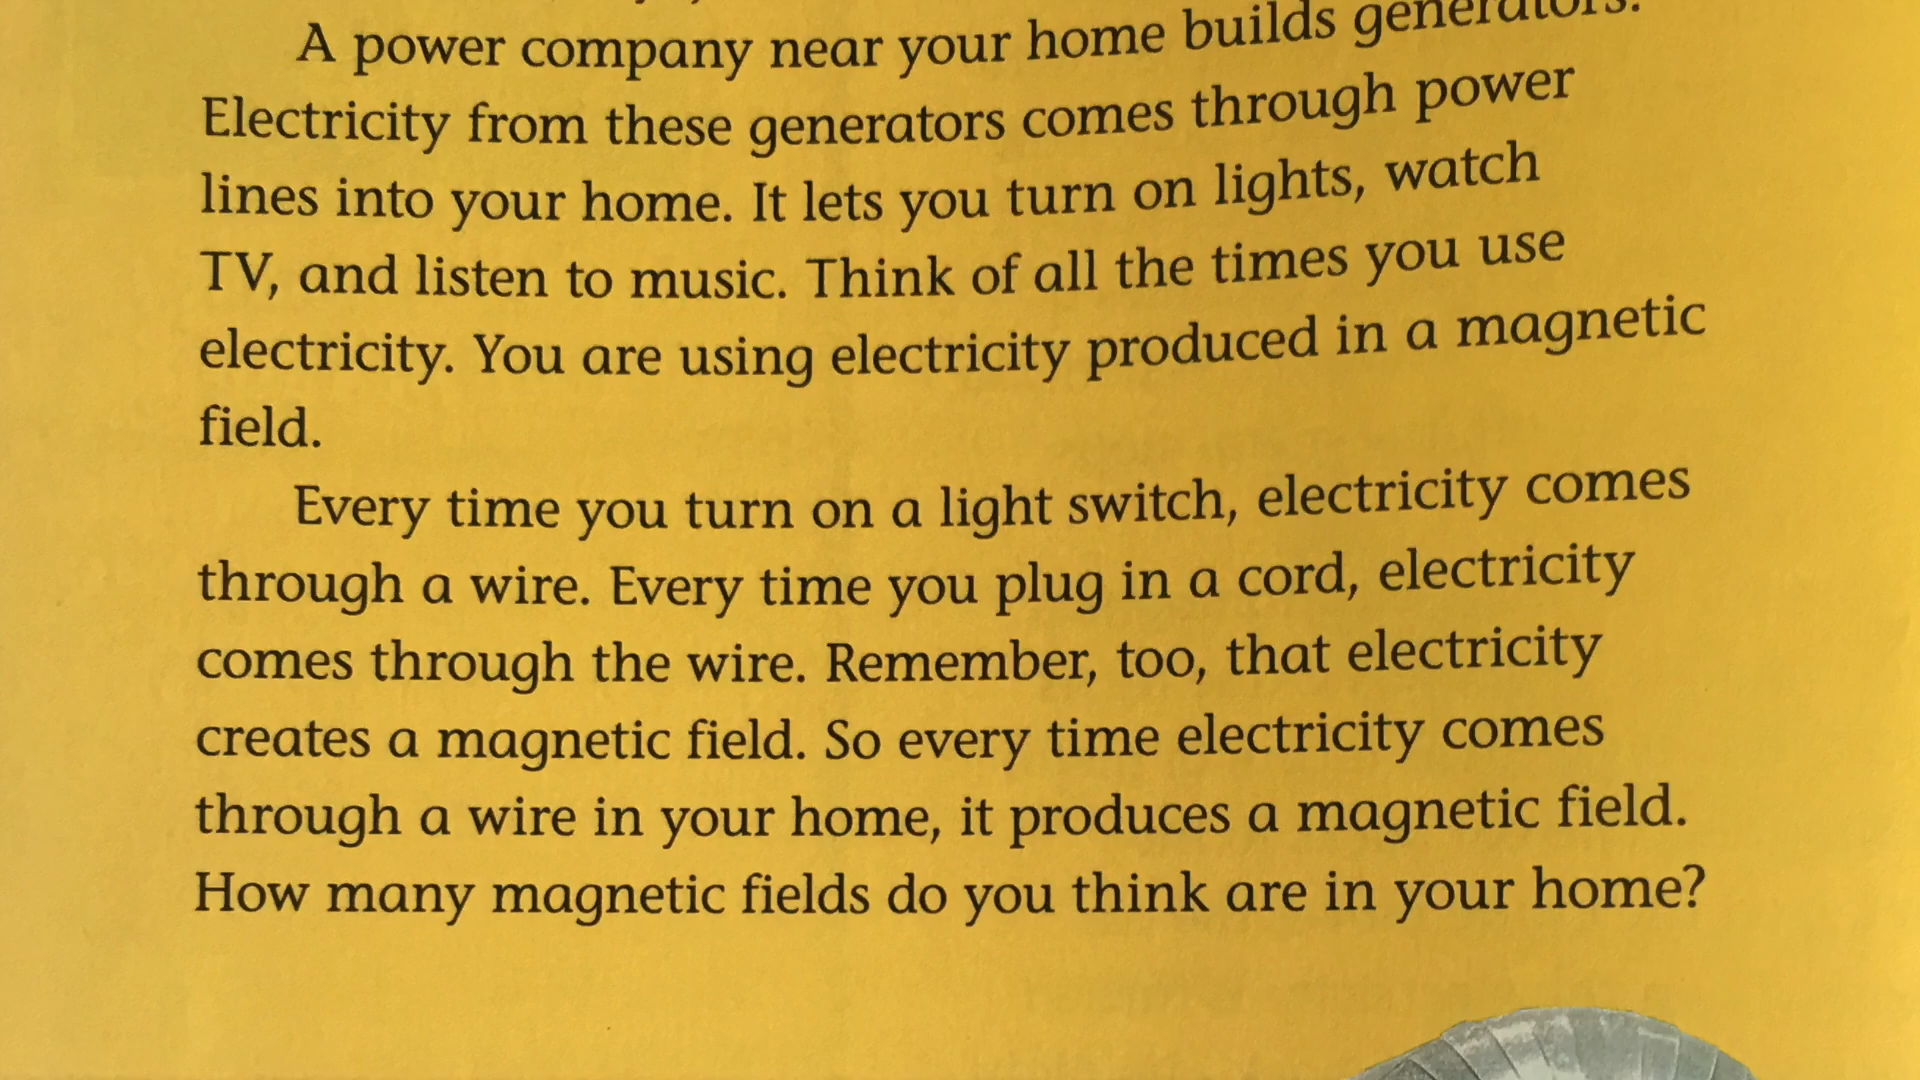 A power company near your home builds generators.
Electricity from these generators comes through power
lines into your home. It lets you turn on lights, watch
TV, and listen to music. Think of all the times you use
electricity. You are using electricity produced in a magnetic
field.
Every time you turn on a light switch, electricity comes
through a wire. Every time you plug in a cord, electricity
comes through the wire. Remember, too, that electricity
creates a magnetic field. So every time electricity comes
through a wire in your home, it produces a magnetic field.
How many magnetic fields do you think are in your home?